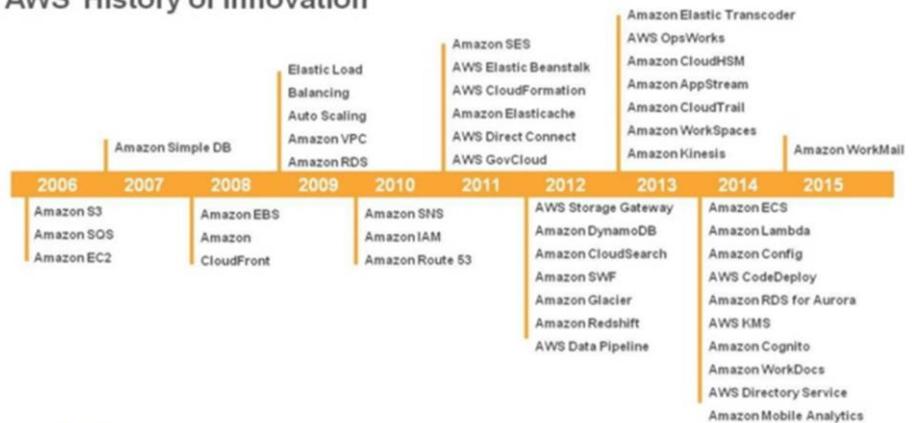 AWS History of Innovation
Amazon Elastic Transcoder
AWS OpsWorks
Amazon CloudHSM
Amazon AppStream
Amazon CloudTrail
Amazon WorkSpaces
Amazon Kinesis
Amazon SES
AWS Elastic Beanstalk
AWS CloudFormation
Amazon Elasticache
AWS Direct Connect
AWS GovCloud
Elastic Load
Balancing
Auto Scaling
Amazon VPC
Amazon RDS
Amazon Simple DB
Amazon WorkMail
2006 2007 2008 2009 2010 2011 2012 2013 2014 2015
Amazon S3
Amazon SQS
Amazon EC2
Amazon EBS
Amazon
CloudFront
Amazon SNS
Amazon IAM
Amazon Route 53
AWS Storage Gateway
Amazon DynamoDB
Amazon CloudSearch
Amazon SWF
Amazon Glacier
Amazon Redshift
AWS Data Pipeline
Amazon ECS
Amazon Lambda
Amazon Config
AWS CodeDeploy
Amazon RDS for Aurora
AWS KMS
Amazon Cognito
Amazon WorkDocs
AWS Directory Service
Amazon Mobile Analytics